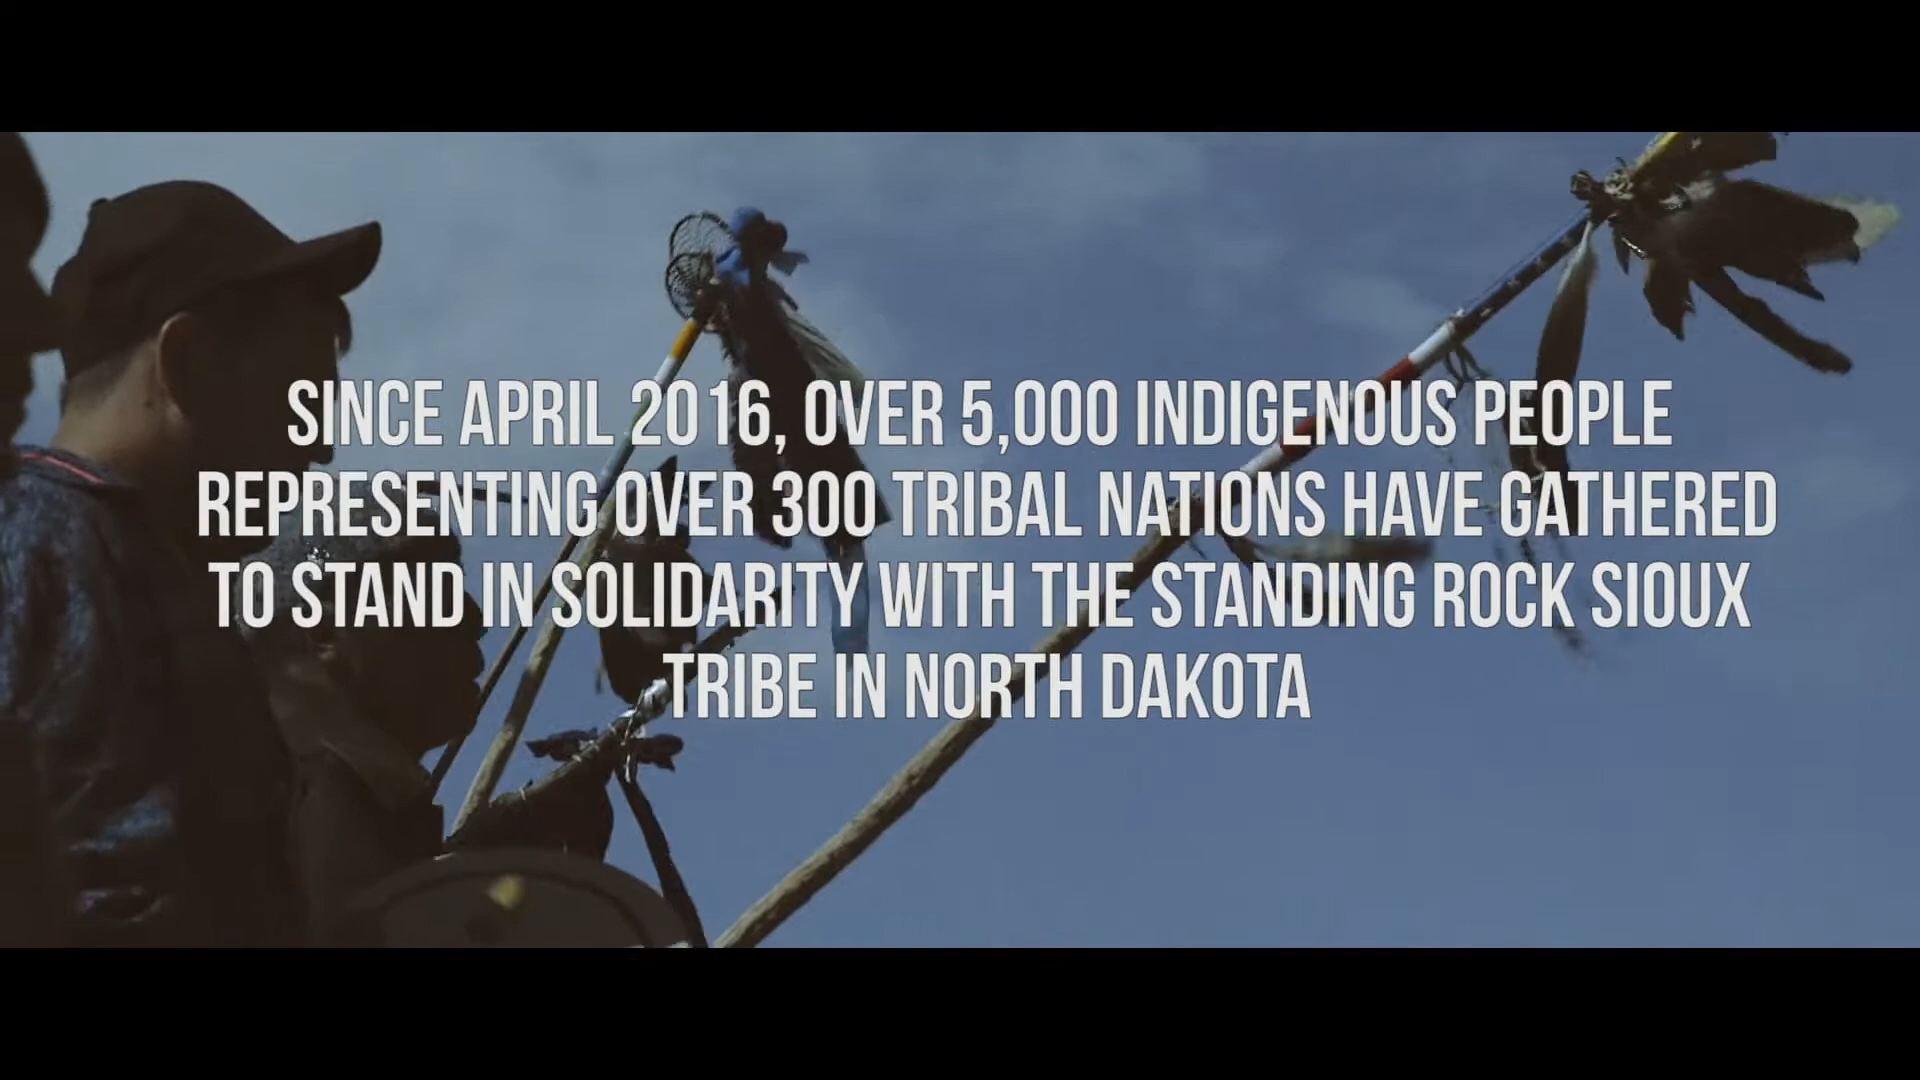 SINCE APRIL 2016, OVER 5,000 INDIGENOUS PEOPLE
REPRESENTING OVER 300 TRIBAL NATIONS HAVE GATHERED
TO STAND IN SOLIDARITY WITH THE STANDING ROCK SIOUX
TRIBE IN NORTH DAKOTA